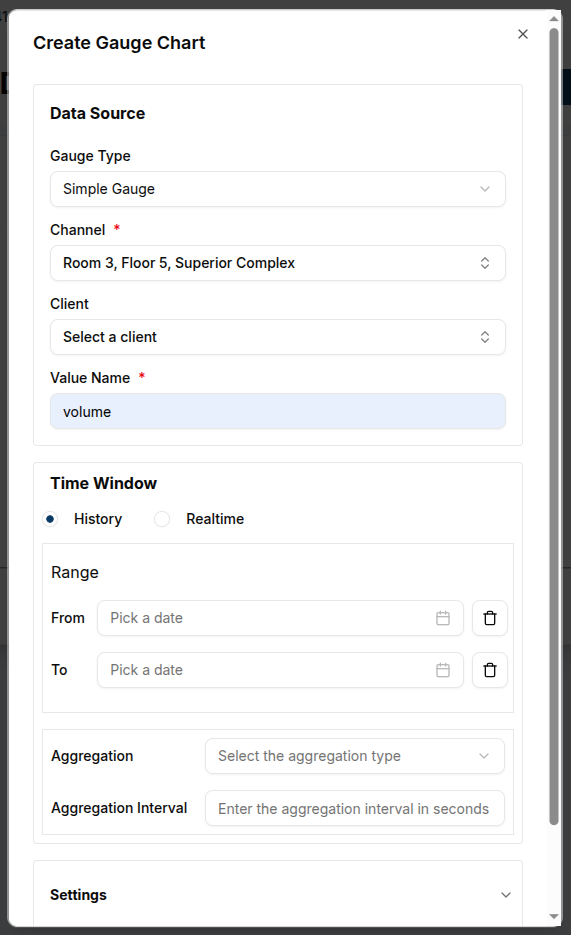 Create Gauge Chart
Data Source
Gauge Type
Simple Gauge
Channel *
Room 3, Floor 5, Superior Complex
Client
Select a client
Value Name *
volume
Time Window
History Realtime
Range
From Pick a date
To Pick a date
Aggregation Select the aggregation type
Aggregation Interval Enter the aggregation interval in seconds
Settings